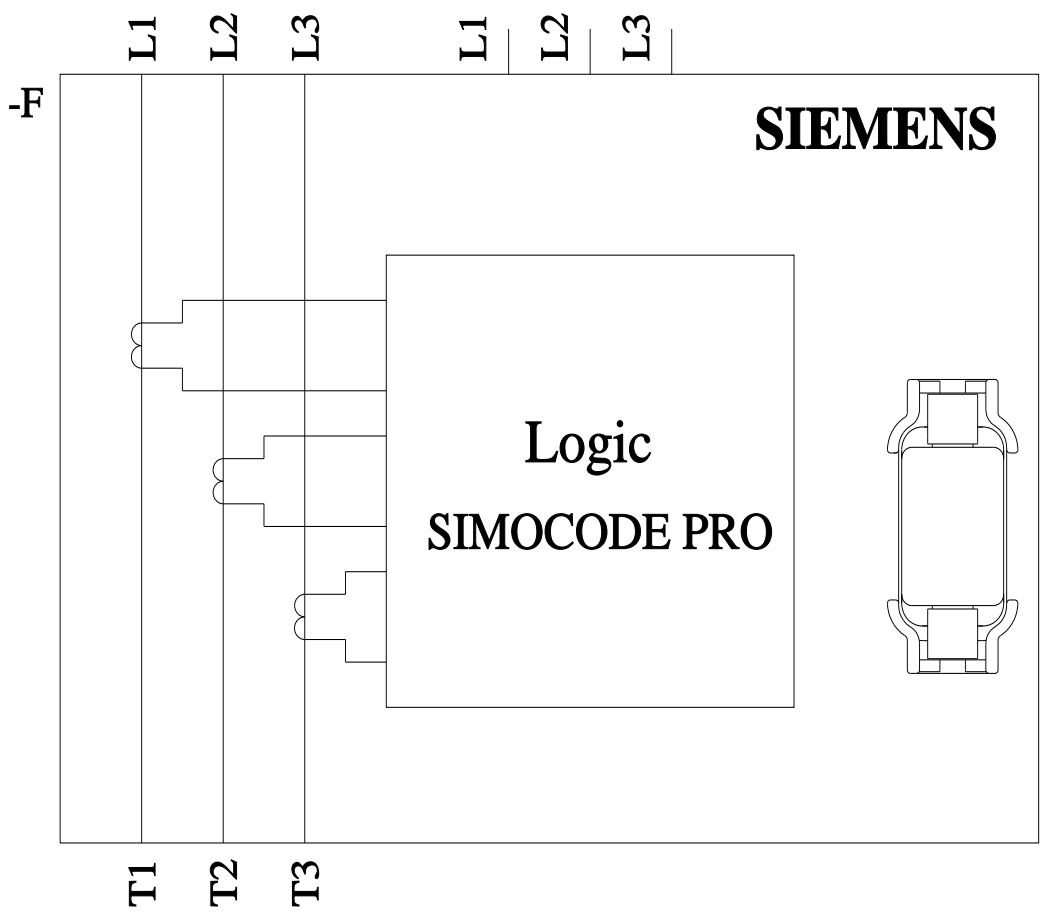 L1 L2 L3 L1 L2 L3
-F
SIEMENS
Logic
SIMOCODE PRO
T1 T2 T3